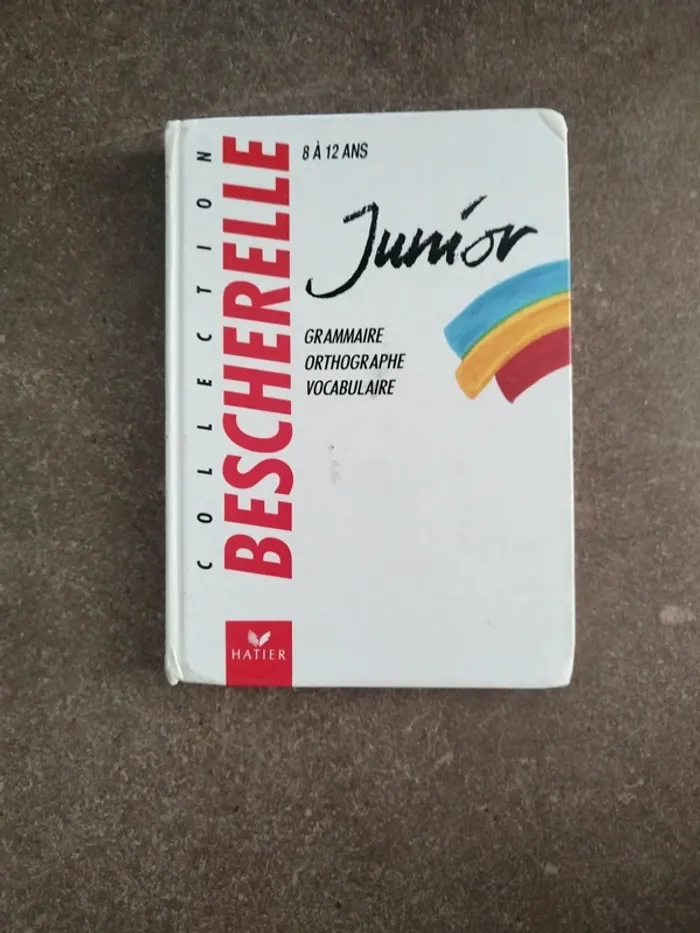 COLLECTION
BESCHERELLE
8 À 12 ANS
Junior
GRAMMAIRE
ORTHOGRAPHE
VOCABULAIRE
HATIER